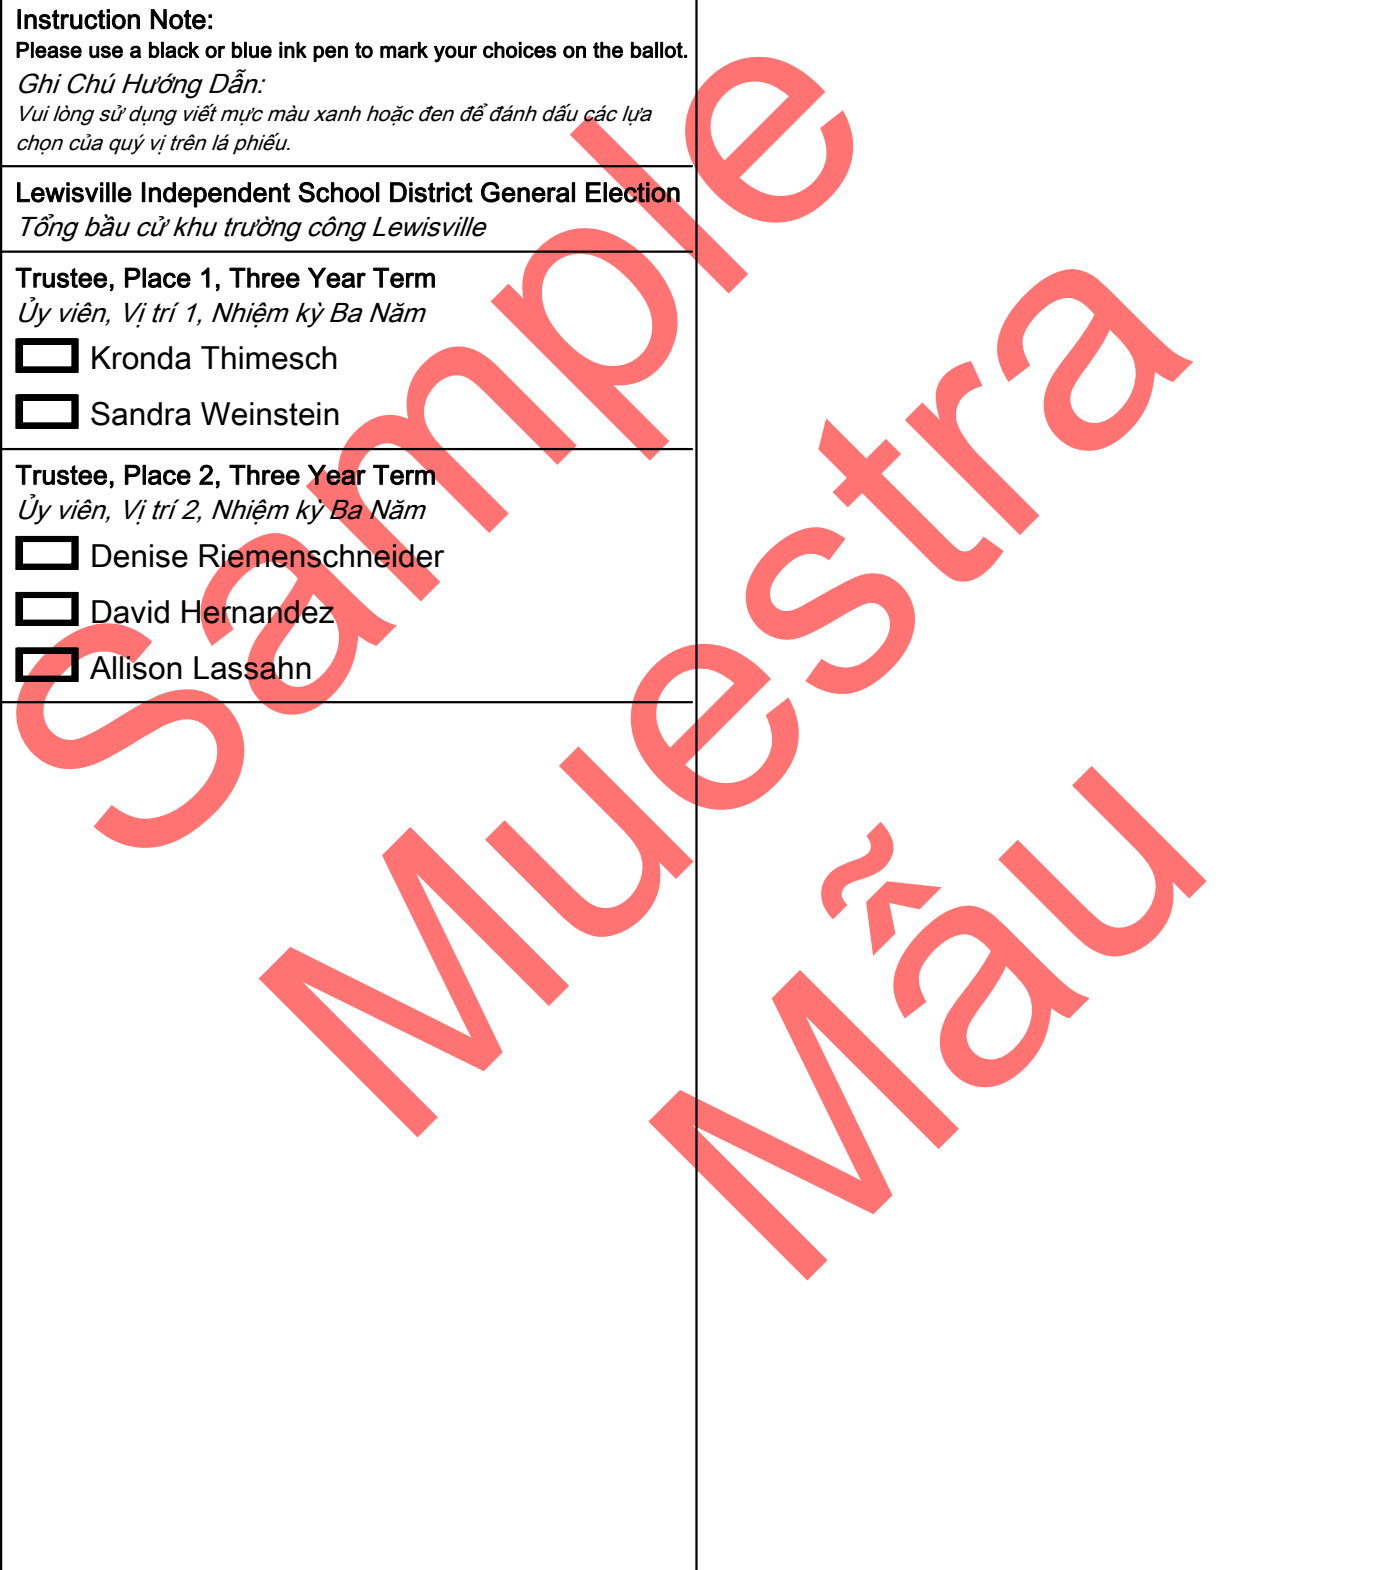 Instruction Note:
Please use a black or blue ink pen to mark your choices on the ballot.
Ghi Chú Hướng Dẫn:
Vui lòng sử dụng viết mực màu xanh hoặc đen để đánh dấu các lựa
chọn của quý vị trên lá phiếu.
Lewisville Independent School District General Election
Tổng bầu cử khu trường công Lewisville
Trustee, Place 1, Three Year Term
Ủy viên, Vị trí 1, Nhiệm kỳ Ba Năm
Kronda Thimesch
Sandra Weinstein
Trustee, Place 2, Three Year Term
Ủy viên, Vị trí 2, Nhiệm kỳ Ba Năm
Denise Riemenschneider
David Hernandez
Allison Lassahn
Sample
Muestra
Mẫu